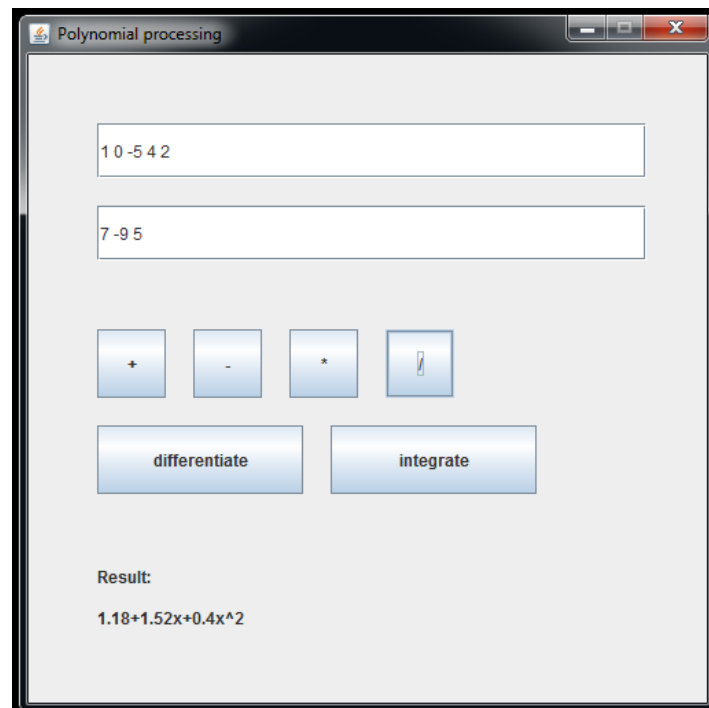 Polynomial processing
1 0 -5 4 2
7 -9 5
+ - * /
differentiate integrate
Result:
1.18+1.52x+0.4x^2